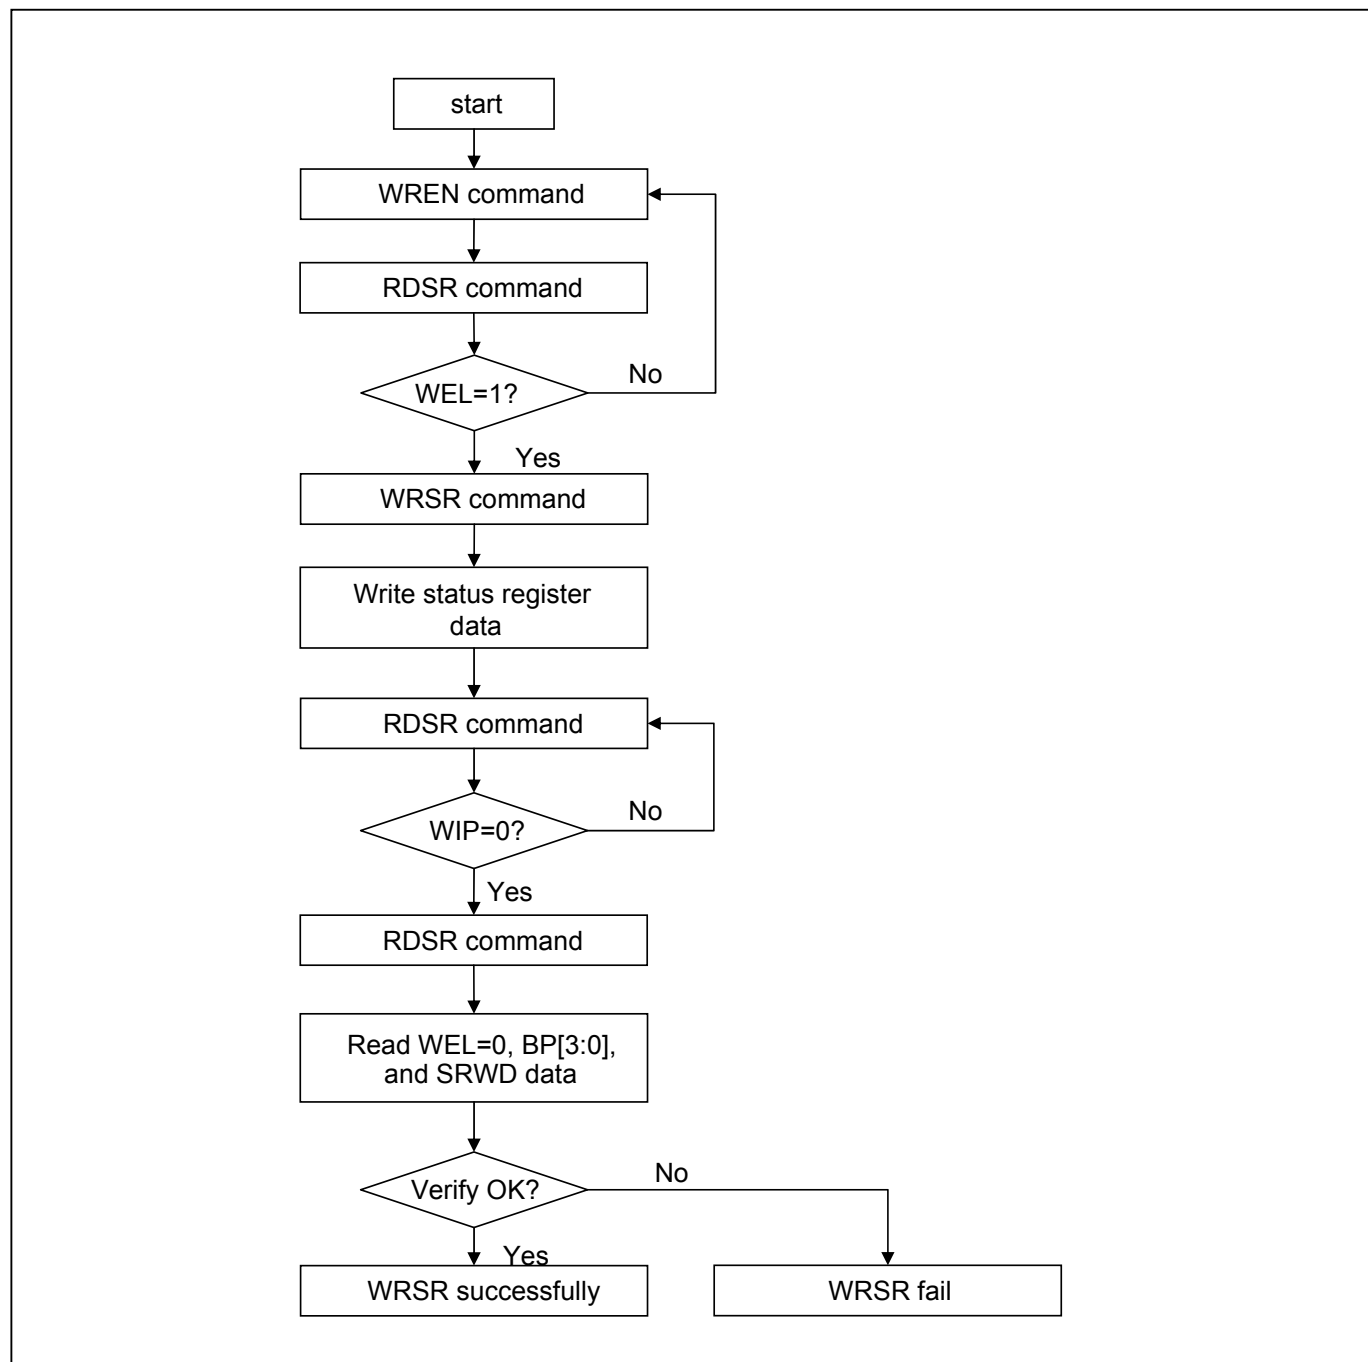 start
WREN command
RDSR command
WEL=1?
No
Yes
WRSR command
Write status register
data
RDSR command
WIP=0?
No
Yes
RDSR command
Read WEL=0, BP[3:0],
and SRWD data
Verify OK?
No
Yes
WRSR successfully
WRSR fail